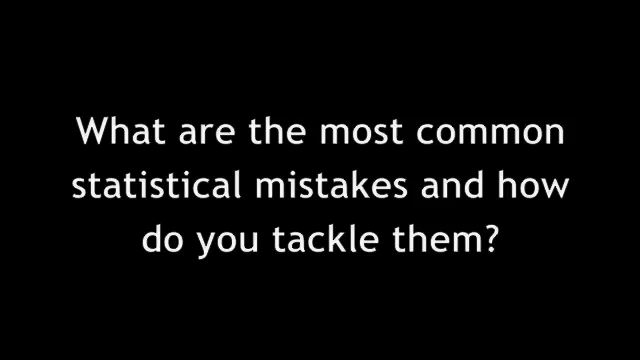 What are the most common
statistical mistakes and how
do you tackle them?